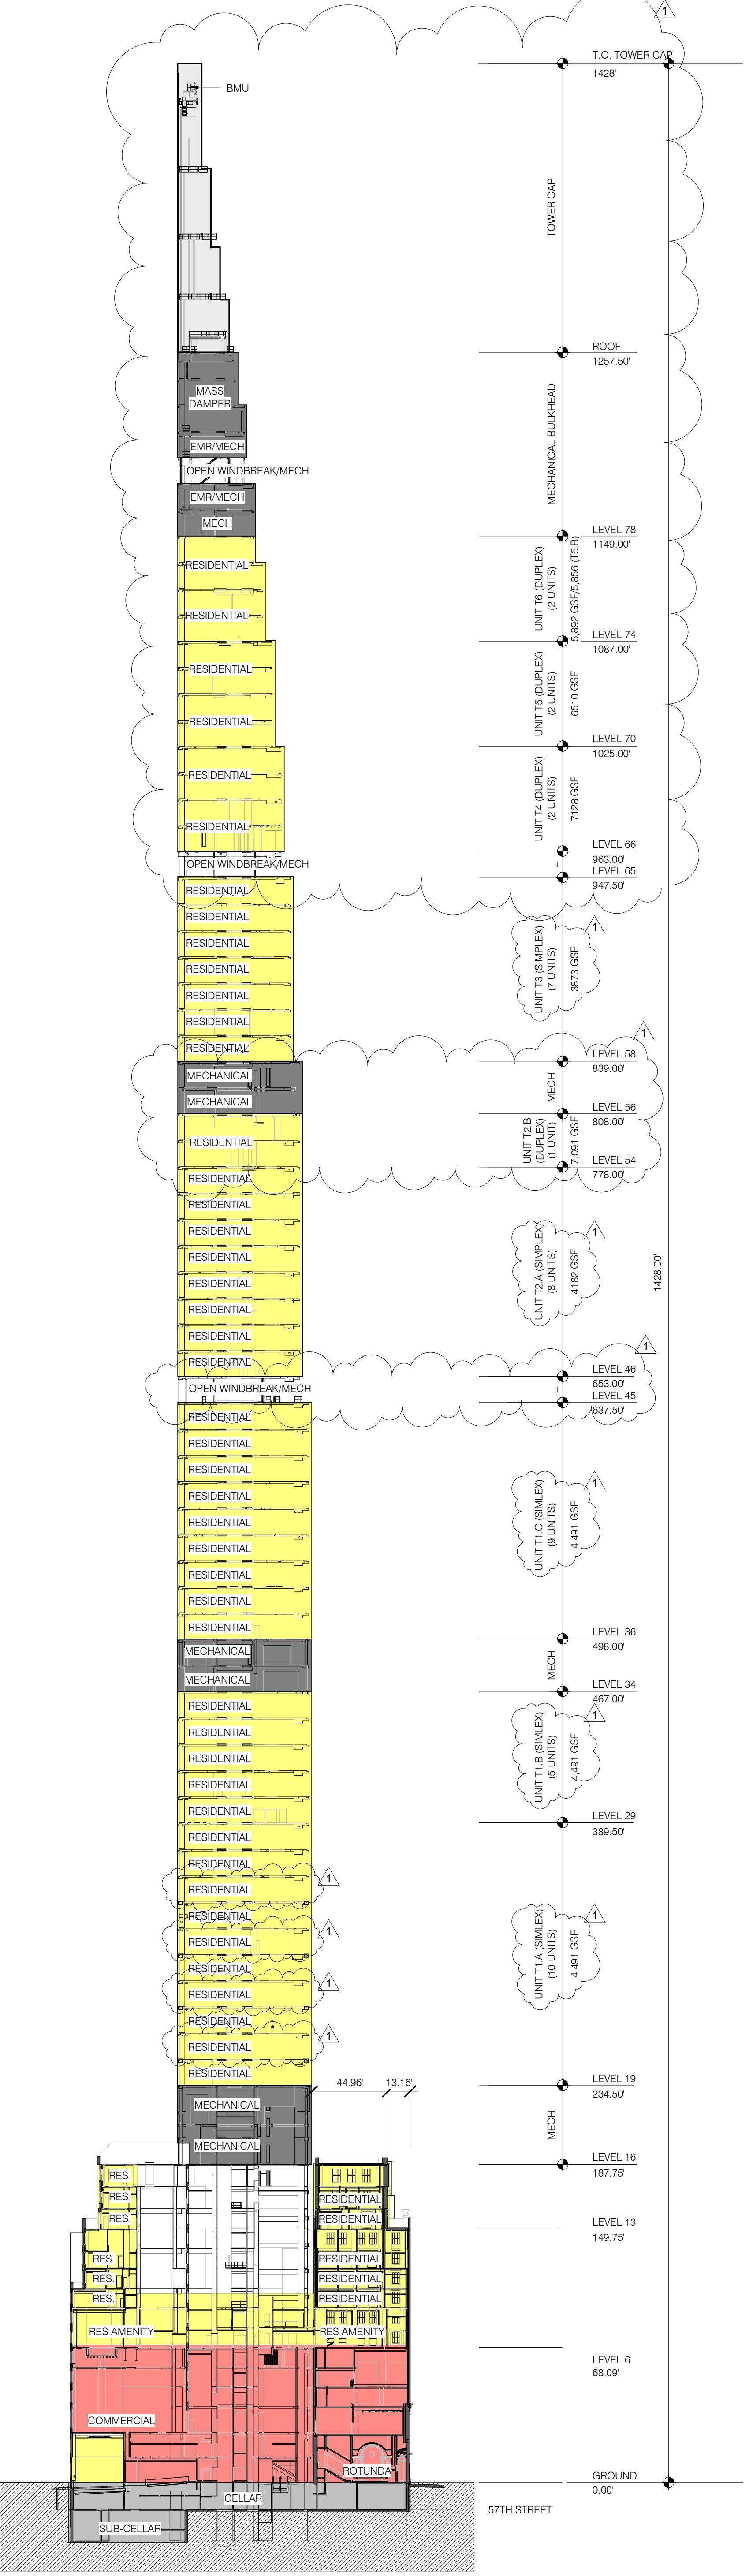 1
T.O. TOWER CAP
1428'
BMU
TOWER CAP
ROOF
1257.50'
MASS
DAMPER
EMR/MECH
OPEN WINDBREAK/MECH
EMR/MECH
MECH
MECHANICAL BULKHEAD
LEVEL 78
1149.00'
RESIDENTIAL
RESIDENTIAL
UNIT T6 (DUPLEX)
(2 UNITS)
5,892 GSF/5,856 (T6.B)
LEVEL 74
1087.00'
RESIDENTIAL
RESIDENTIAL
UNIT T5 (DUPLEX)
(2 UNITS)
6510 GSF
LEVEL 70
1025.00'
RESIDENTIAL
RESIDENTIAL
UNIT T4 (DUPLEX)
(2 UNITS)
7128 GSF
LEVEL 66
963.00'
OPEN WINDBREAK/MECH
LEVEL 65
947.50'
RESIDENTIAL
RESIDENTIAL
RESIDENTIAL
RESIDENTIAL
RESIDENTIAL
RESIDENTIAL
RESIDENTIAL
1
UNIT T3 (SIMPLEX)
(7 UNITS)
3873 GSF
1
LEVEL 58
839.00'
MECHANICAL
MECHANICAL
MECH
LEVEL 56
808.00'
RESIDENTIAL
UNIT T2.B
(DUPLEX)
(1 UNIT)
7,091 GSF
LEVEL 54
778.00'
RESIDENTIAL
RESIDENTIAL
RESIDENTIAL
RESIDENTIAL
RESIDENTIAL
RESIDENTIAL
RESIDENTIAL
RESIDENTIAL
1
UNIT T2.A (SIMPLEX)
(8 UNITS)
4182 GSF
1428.00'
1
LEVEL 46
653.00'
OPEN WINDBREAK/MECH
LEVEL 45
637.50'
RESIDENTIAL
RESIDENTIAL
RESIDENTIAL
RESIDENTIAL
RESIDENTIAL
RESIDENTIAL
RESIDENTIAL
RESIDENTIAL
RESIDENTIAL
1
UNIT T1.C (SIMLEX)
(9 UNITS)
4,491 GSF
LEVEL 36
498.00'
MECHANICAL
MECHANICAL
MECH
LEVEL 34
467.00'
RESIDENTIAL
RESIDENTIAL
RESIDENTIAL
RESIDENTIAL
RESIDENTIAL
1
UNIT T1.B (SIMLEX)
(5 UNITS)
4,491 GSF
LEVEL 29
389.50'
RESIDENTIAL
RESIDENTIAL
RESIDENTIAL
1
RESIDENTIAL
RESIDENTIAL
1
RESIDENTIAL
RESIDENTIAL
1
RESIDENTIAL
RESIDENTIAL
1
RESIDENTIAL
1
UNIT T1.A (SIMLEX)
(10 UNITS)
4,491 GSF
LEVEL 19
234.50'
44.96'
13.16'
MECHANICAL
MECHANICAL
MECH
LEVEL 16
187.75'
RES.
RES.
RESIDENTIAL
RES.
RESIDENTIAL
LEVEL 13
149.75'
RES.
RESIDENTIAL
RES.
RESIDENTIAL
RES.
RESIDENTIAL
RES AMENITY
RES AMENITY
LEVEL 6
68.09'
COMMERCIAL
ROTUNDA
GROUND
0.00'
CELLAR
57TH STREET
SUB-CELLAR